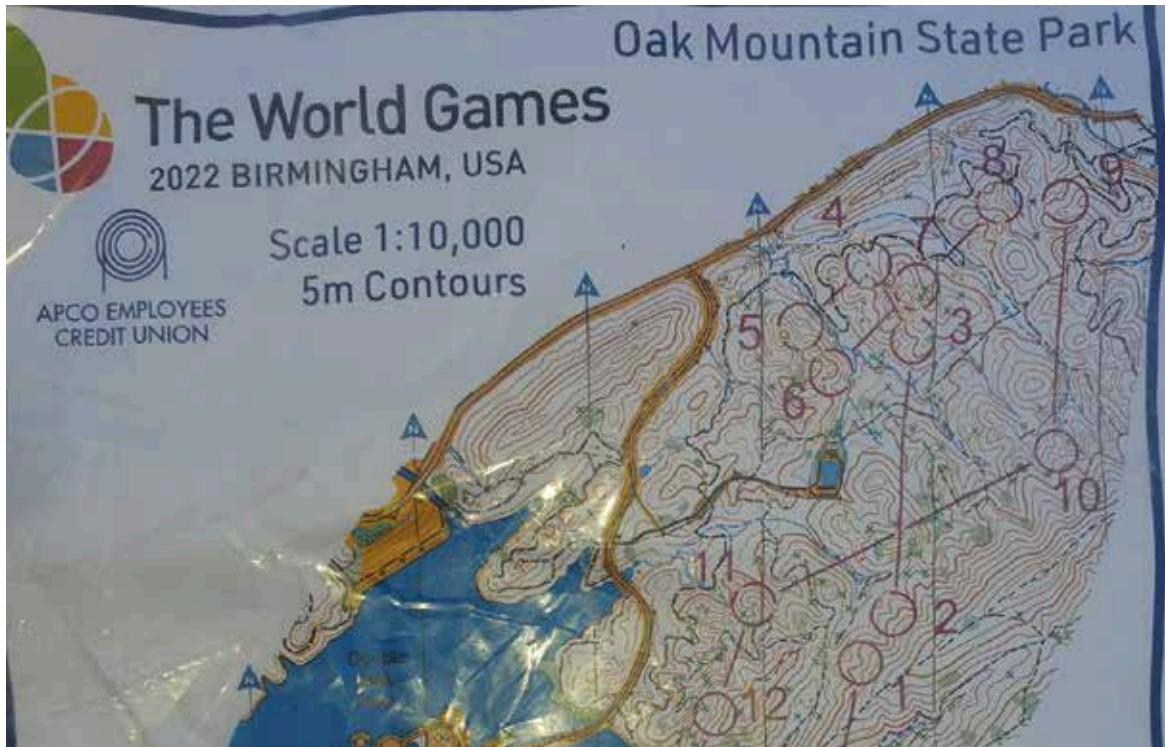 Oak Mountain State Park
The World Games
2022 BIRMINGHAM, USA
Scale 1:10,000
5m Contours
APCO EMPLOYEES
CREDIT UNION
N
N
N
N
N
N
8
9
4
7
5
3
6
10
11
2
1
12